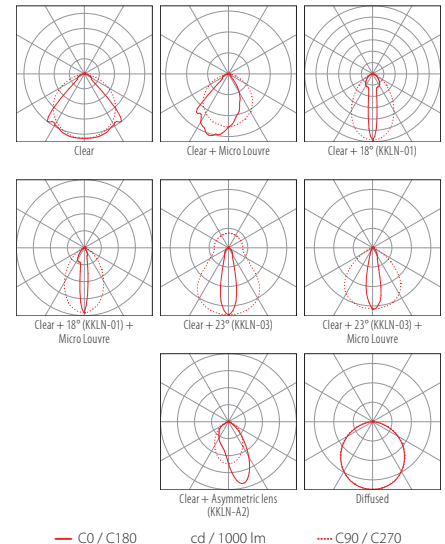 Clear
Clear + Micro Louvre
Clear + 18° (KKLN-01)
Clear + 18° (KKLN-01) +
Micro Louvre
Clear + 23° (KKLN-03)
Clear + 23° (KKLN-03) +
Micro Louvre
Clear + Asymmetric lens
(KKLN-A2)
Diffused
C0 / C180
cd / 1000 lm
C90 / C270